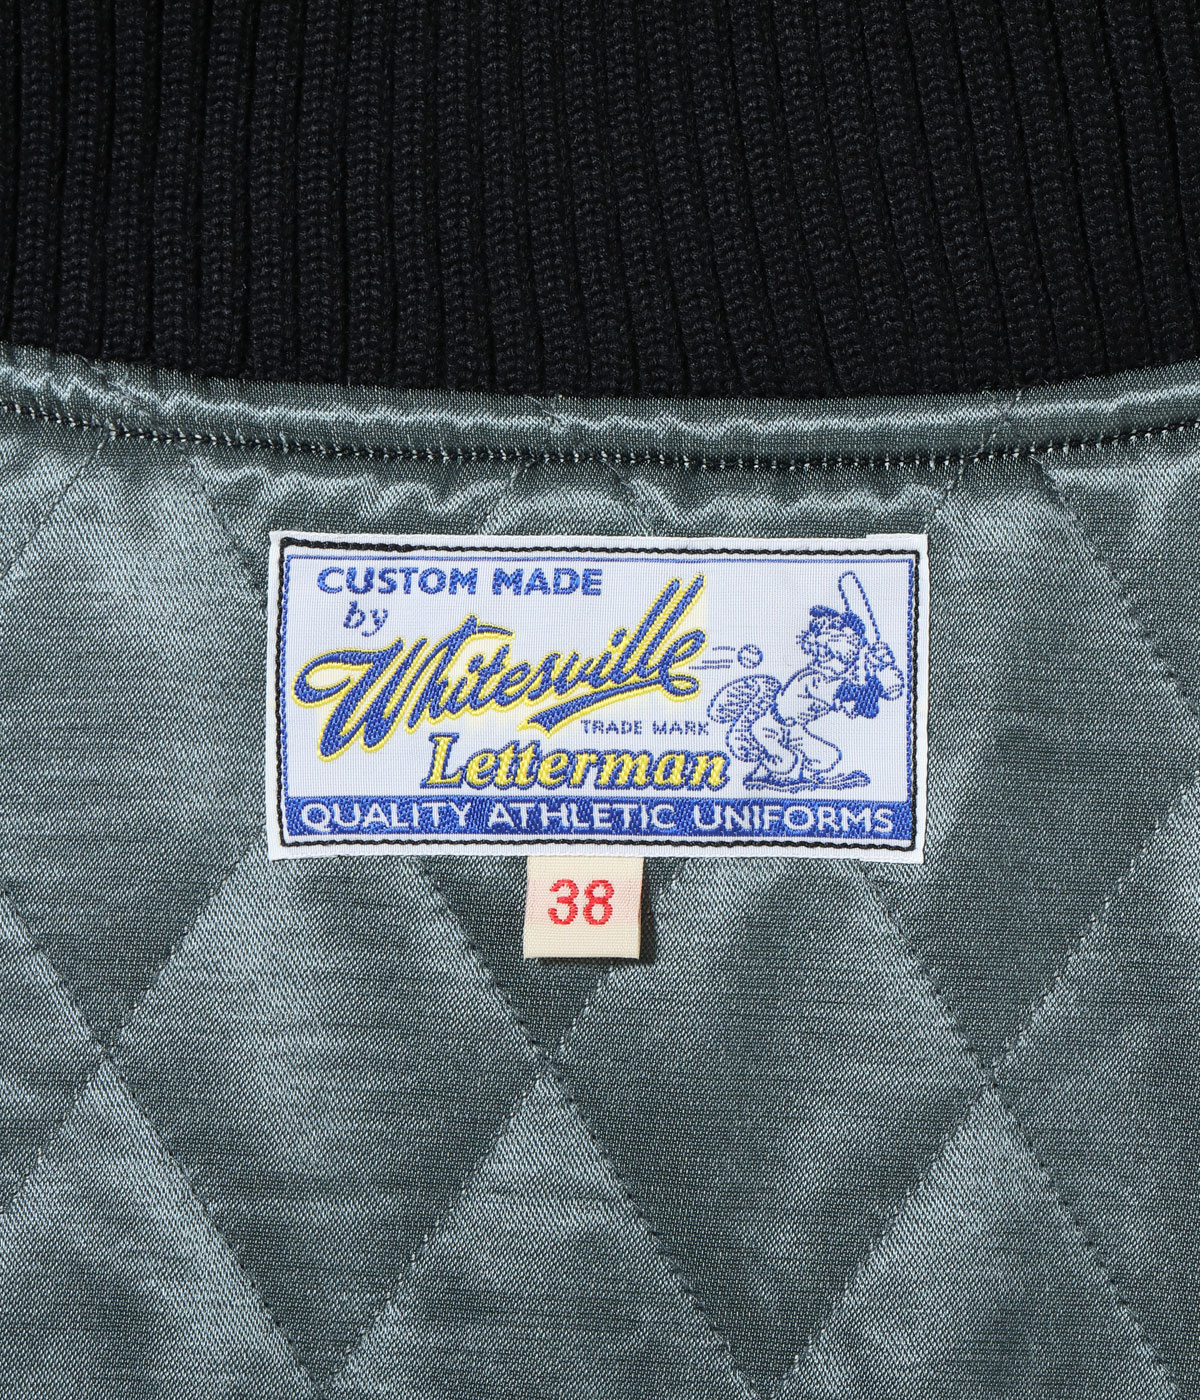 CUSTOM MADE
by
Whitesville
TRADE MARK
Letterman
QUALITY ATHLETIC UNIFORMS
38